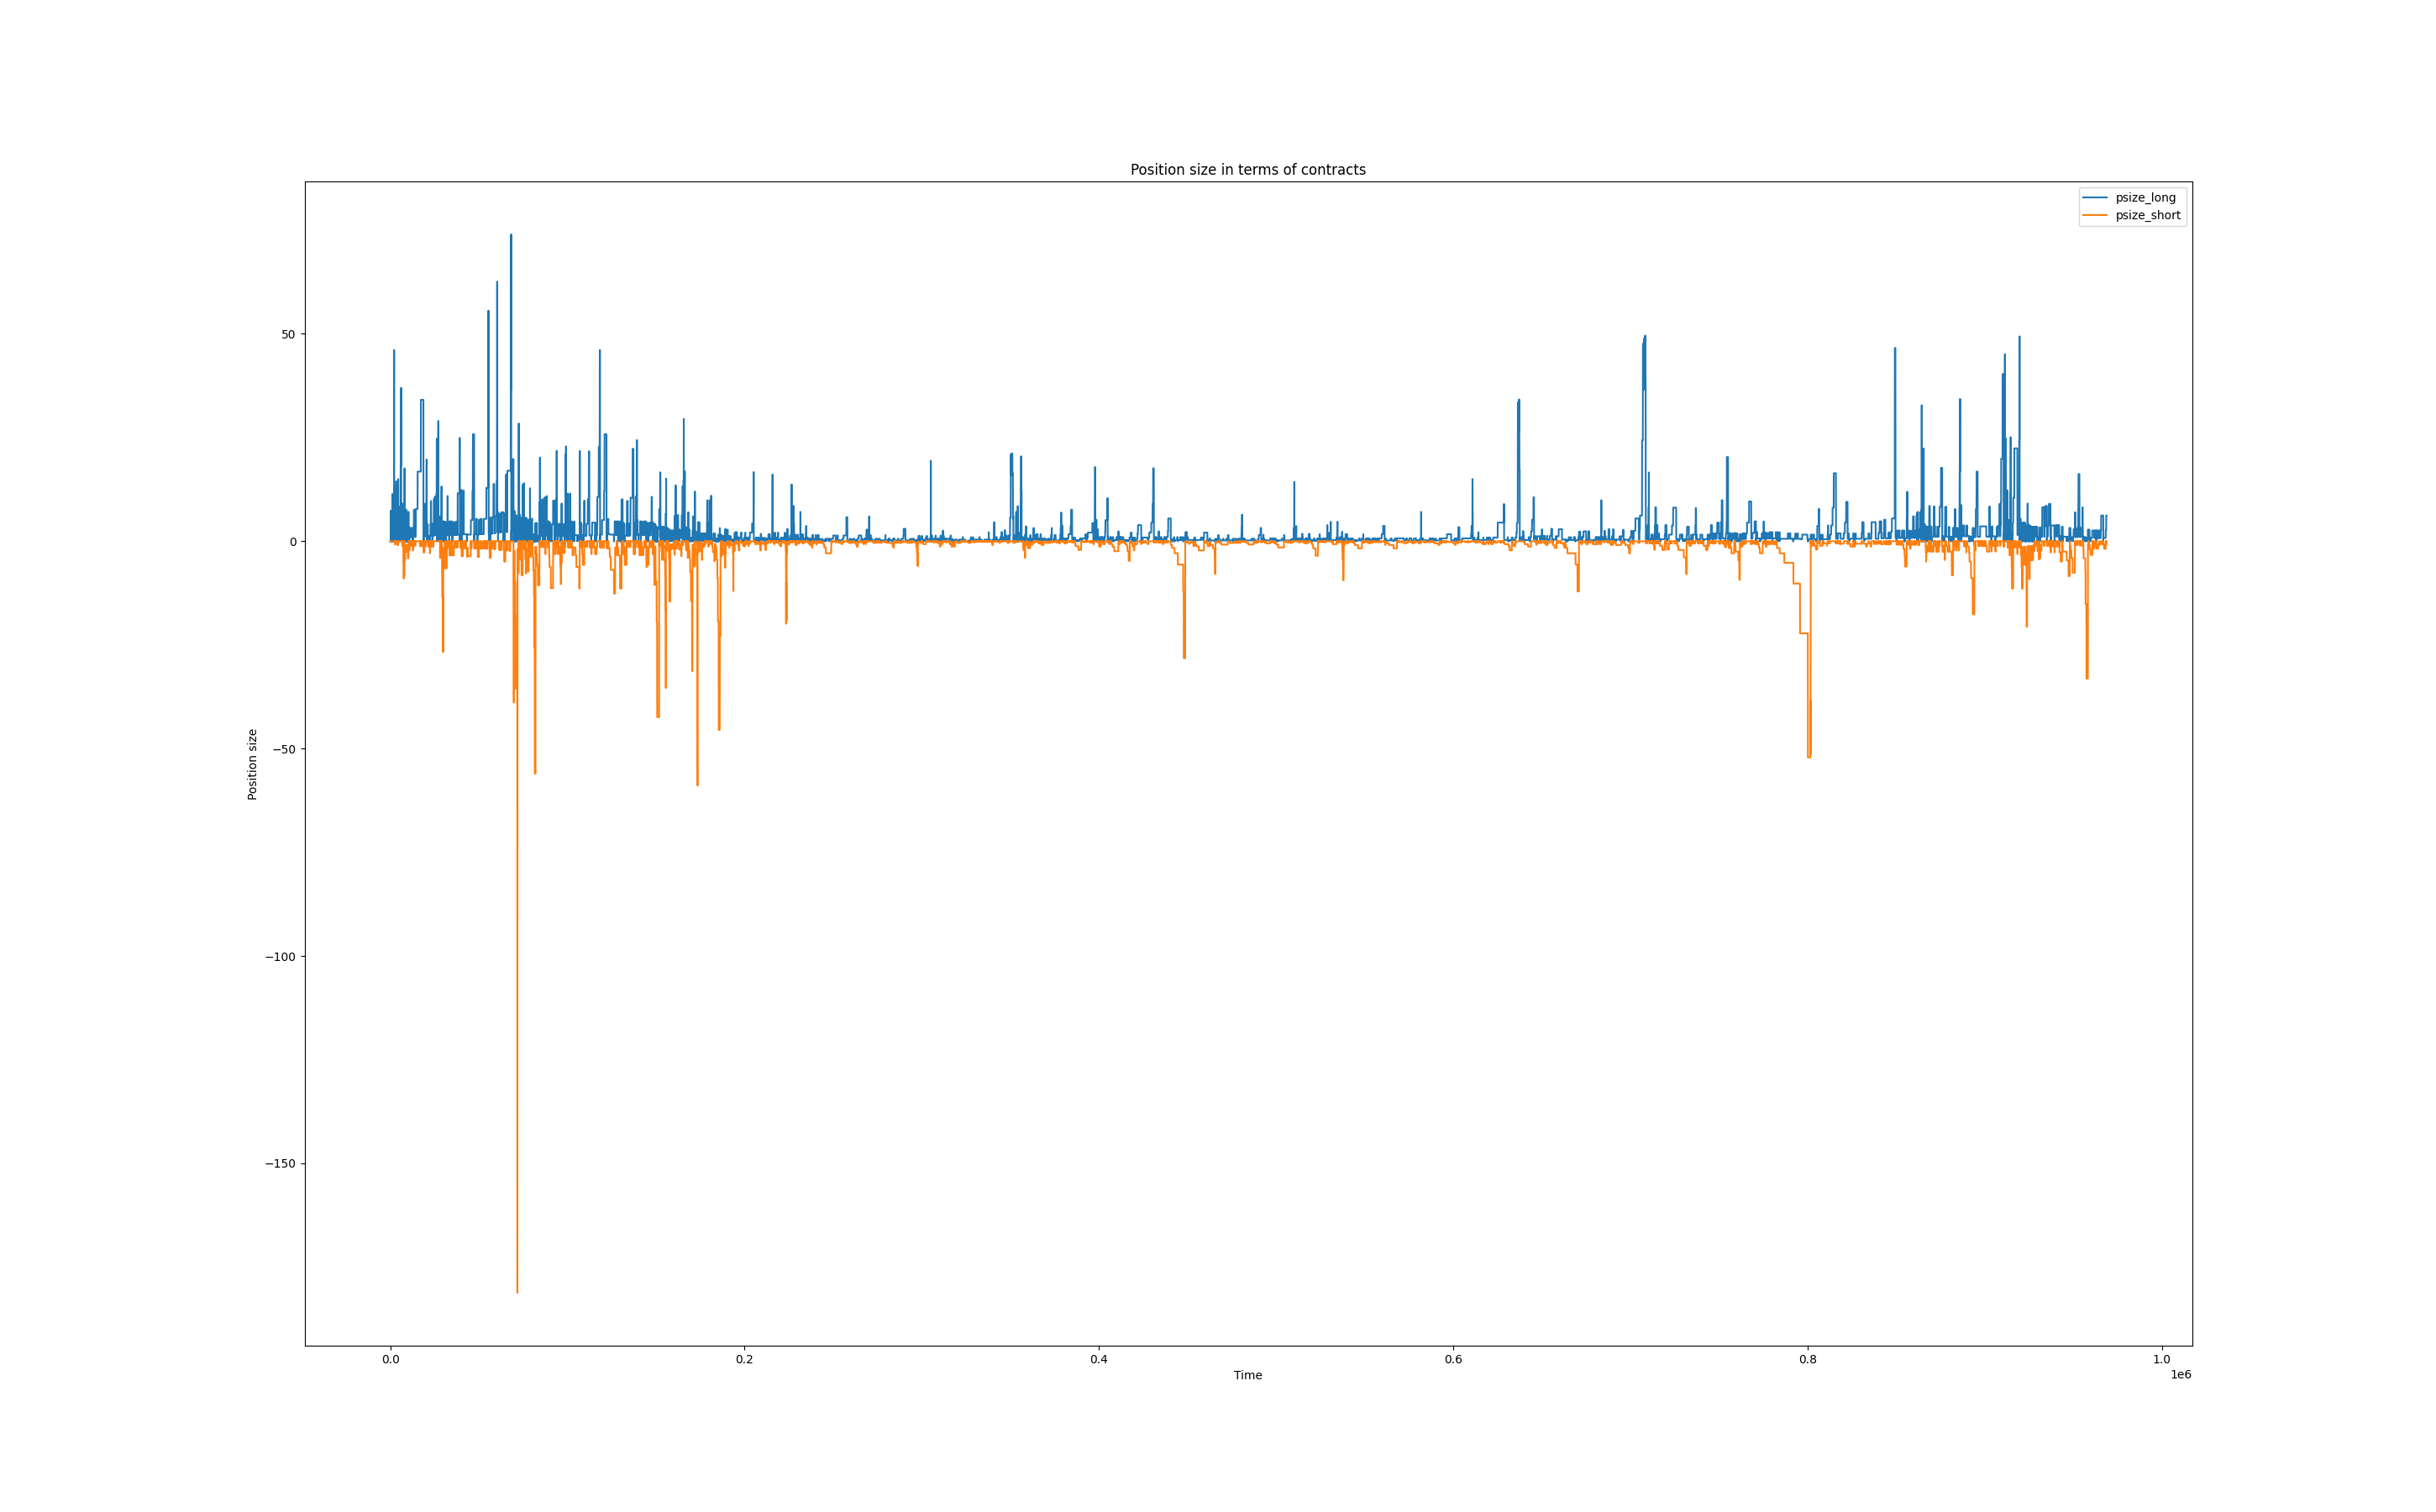 Position size in terms of contracts
psize_long
psize_short
50
0
−50
−100
−150
Position size
0.0
0.2
0.4
0.6
0.8
1.0
1e6
Time